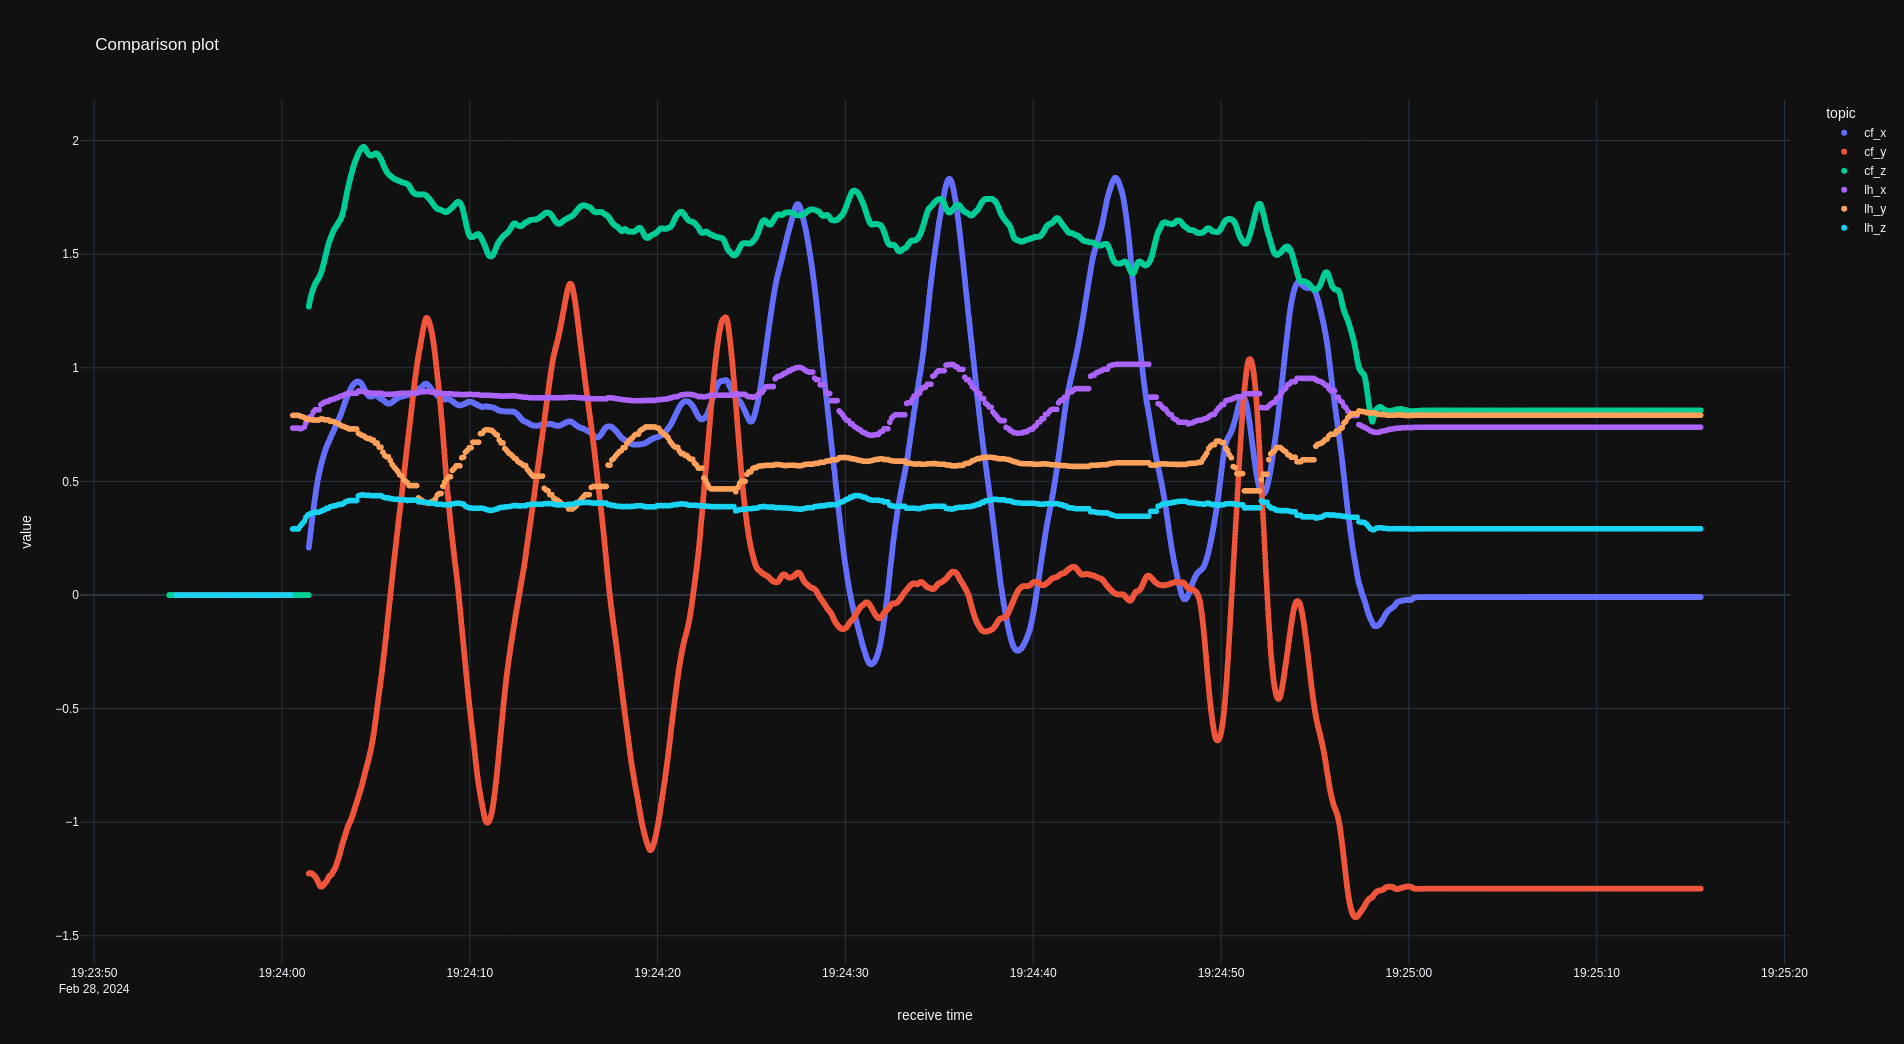 Comparison plot
topic
cf_x
cf_y
cf_z
lh_x
lh_y
lh_z
value
2
1.5
1
0.5
0
−0.5
−1
−1.5
19:23:50 19:24:00 19:24:10 19:24:20 19:24:30 19:24:40 19:24:50 19:25:00 19:25:10 19:25:20
Feb 28, 2024
receive time